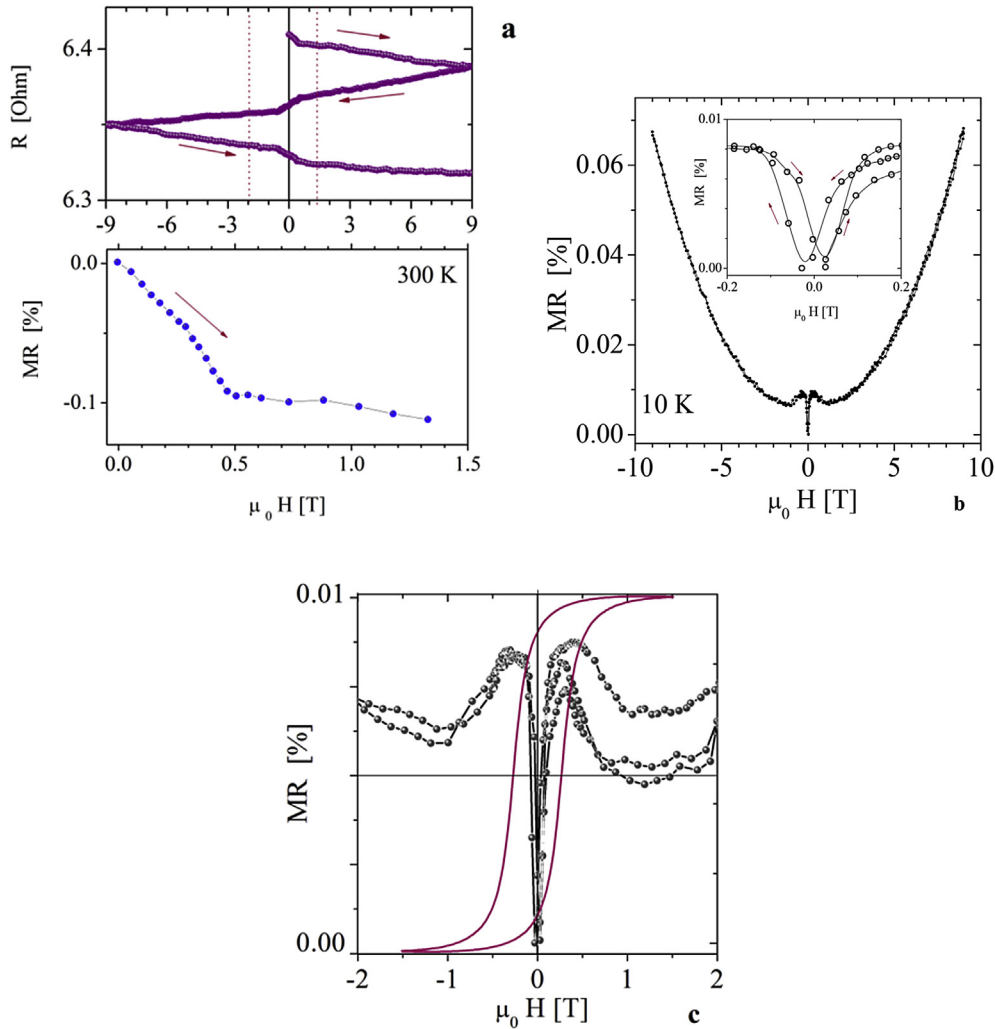 a
R [Ohm]
6.4
6.3
-9 -6 -3 0 3 6 9
MR [%]
0.0
-0.1
300 K
0.0 0.5 1.0 1.5
μ₀ H [T]
MR [%]
0.06
0.04
0.02
0.00
10 K
-10 -5 0 5 10
μ₀ H [T]
b
MR [%]
0.01
0.00
-0.2 0.0 0.2
μ₀ H [T]
MR [%]
0.01
0.00
-2 -1 0 1 2
μ₀ H [T]
c